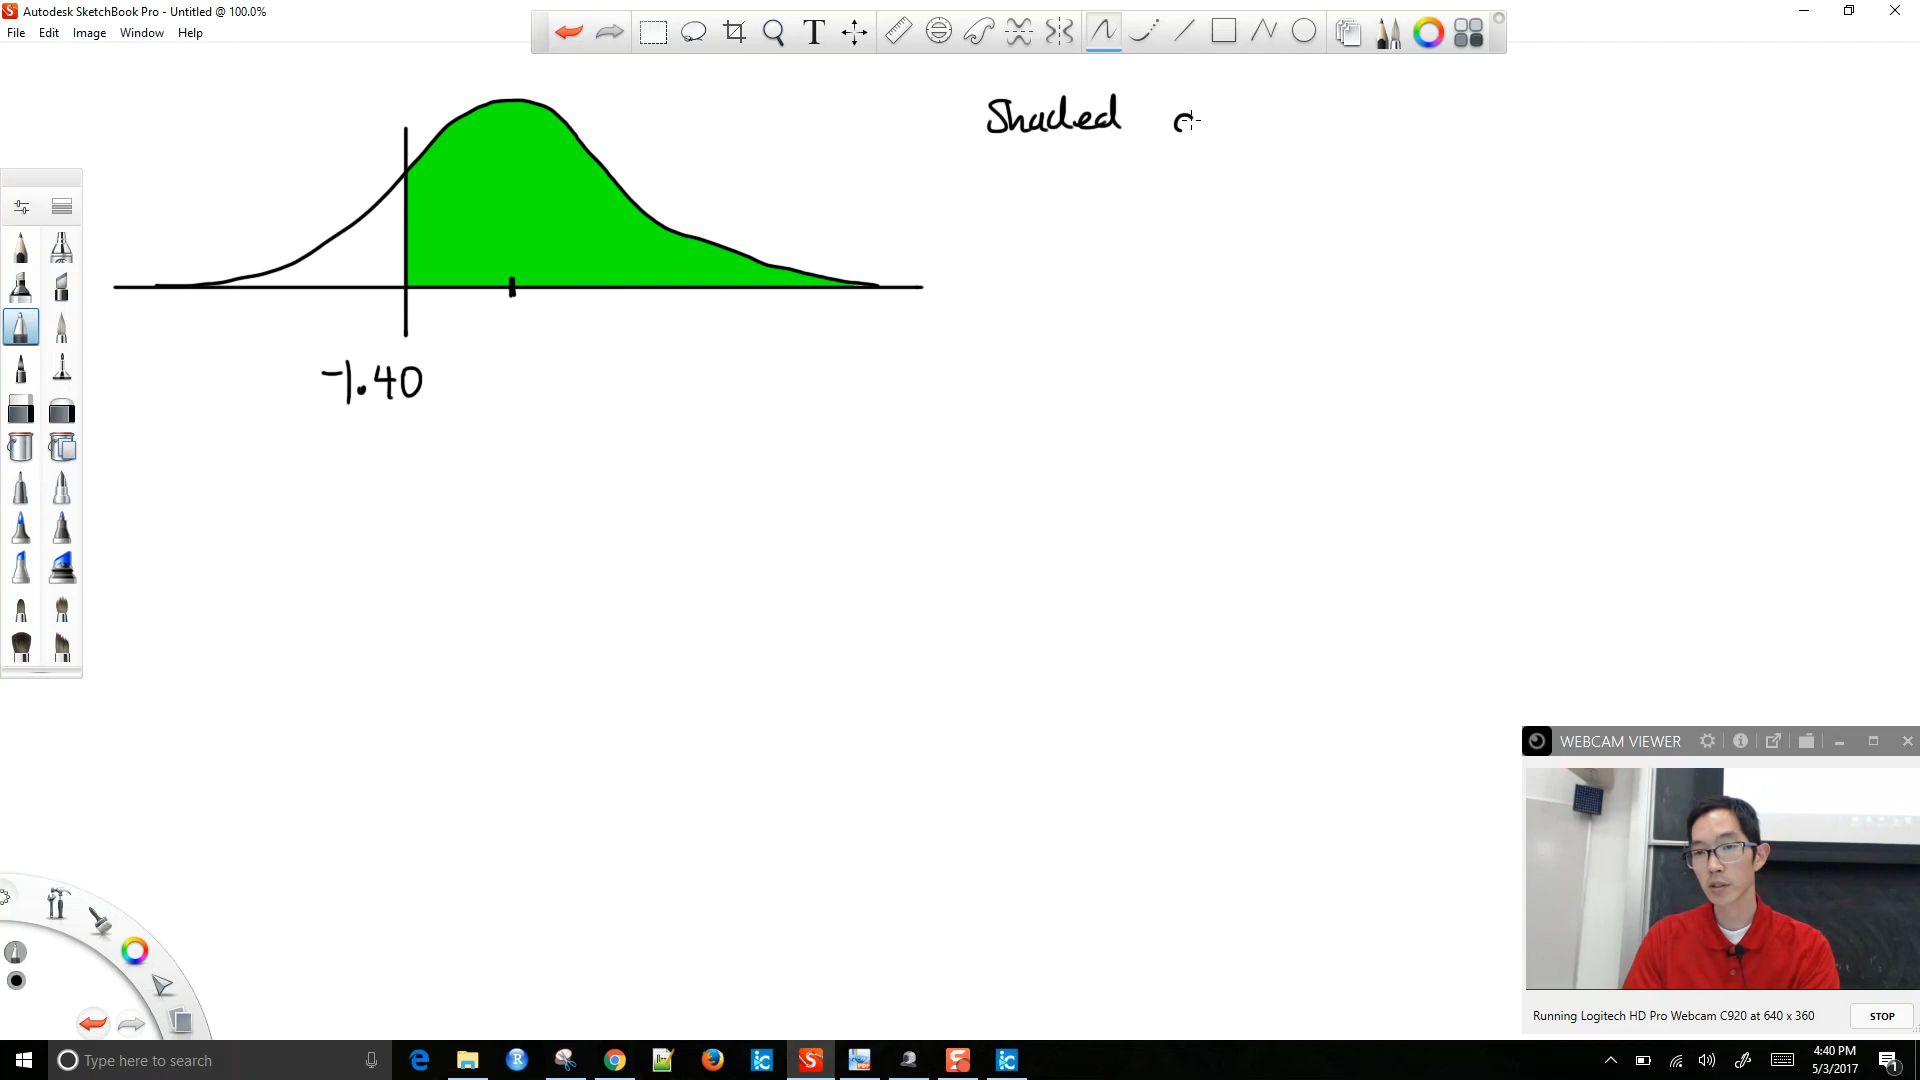 Autodesk SketchBook Pro - Untitled @ 100.0%
File Edit Image Window Help
Shaded
-1.40
WEBCAM VIEWER
Running Logitech HD Pro Webcam C920 at 640 x 360
STOP
Type here to search
4:40 PM
5/3/2017